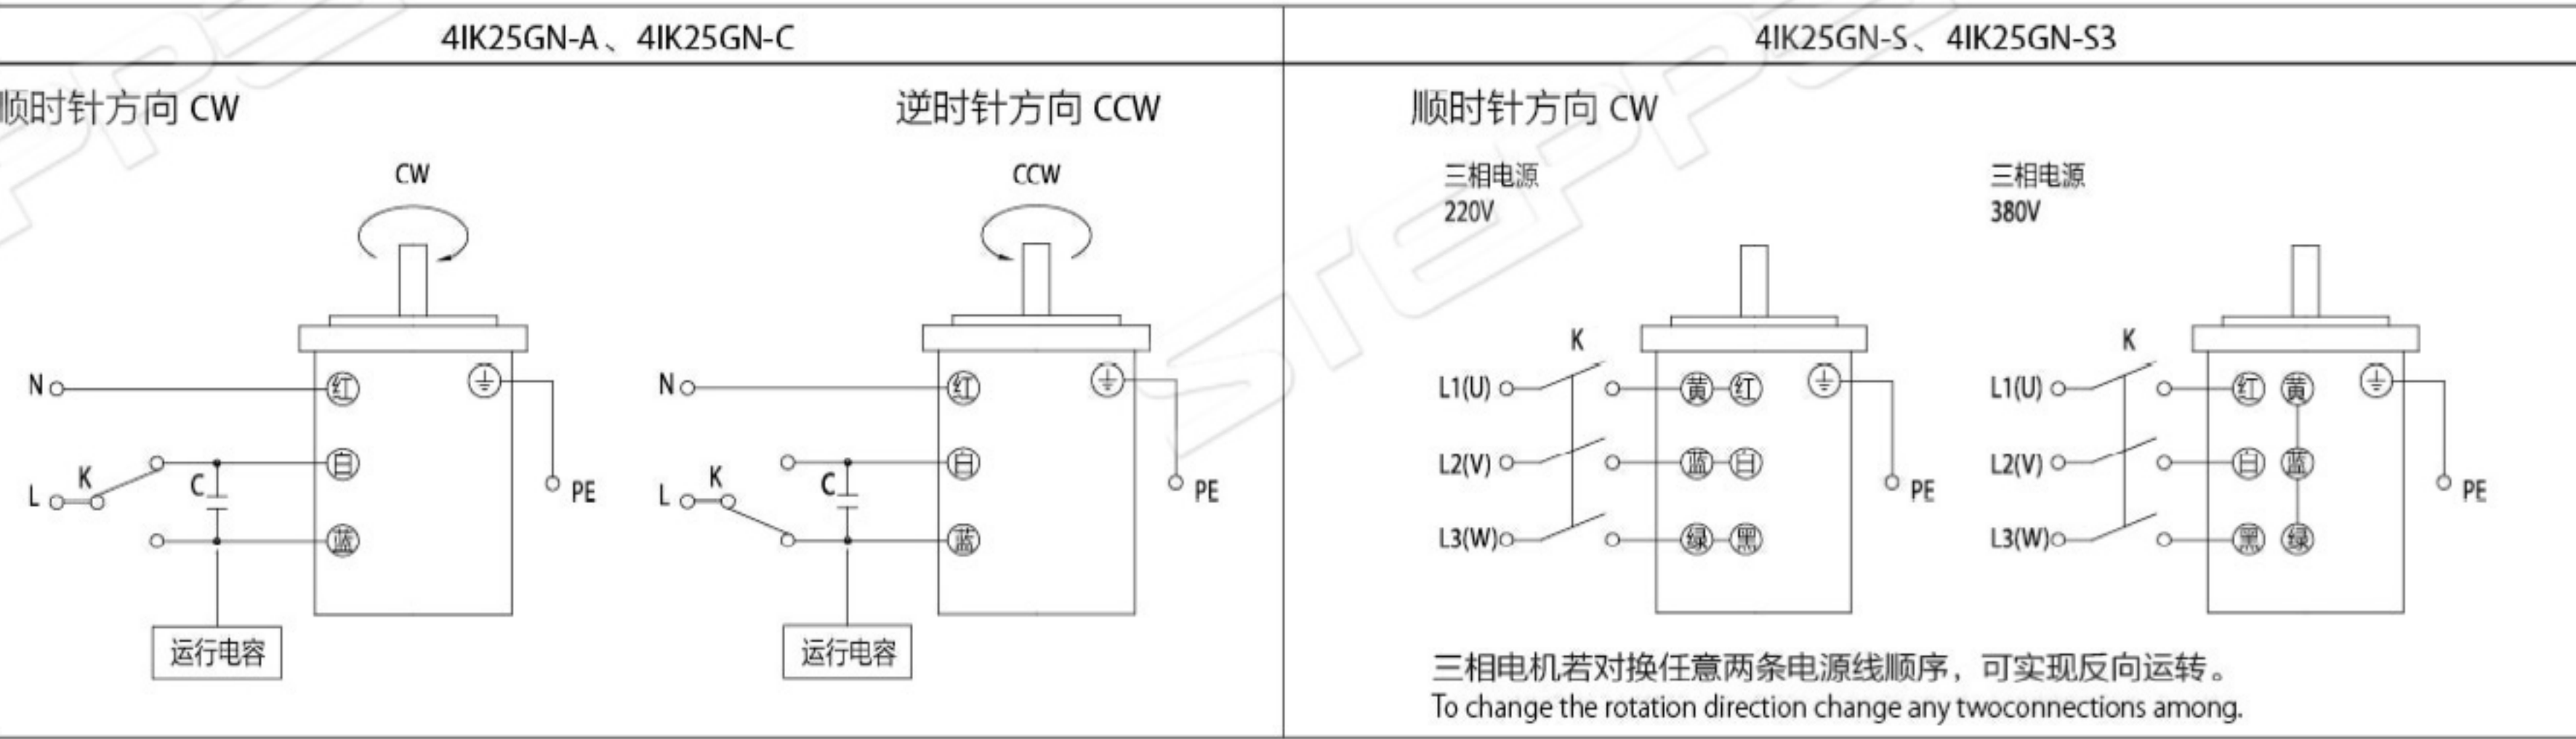 4IK25GN-A、4IK25GN-C
4IK25GN-S、4IK25GN-S3
顺时针方向 CW
逆时针方向 CCW
顺时针方向 CW
CW
CCW
三相电源
220V
三相电源
380V
N
红
L
K
C
白
蓝
PE
运行电容
N
红
L
K
C
白
蓝
PE
运行电容
K
L1(U)
黄
红
L2(V)
蓝
白
L3(W)
绿
黑
PE
K
L1(U)
红
黄
L2(V)
白
蓝
L3(W)
黑
绿
PE
三相电机若对换任意两条电源线顺序，可实现反向运转。
To change the rotation direction change any twoconnections among.
STEPPE